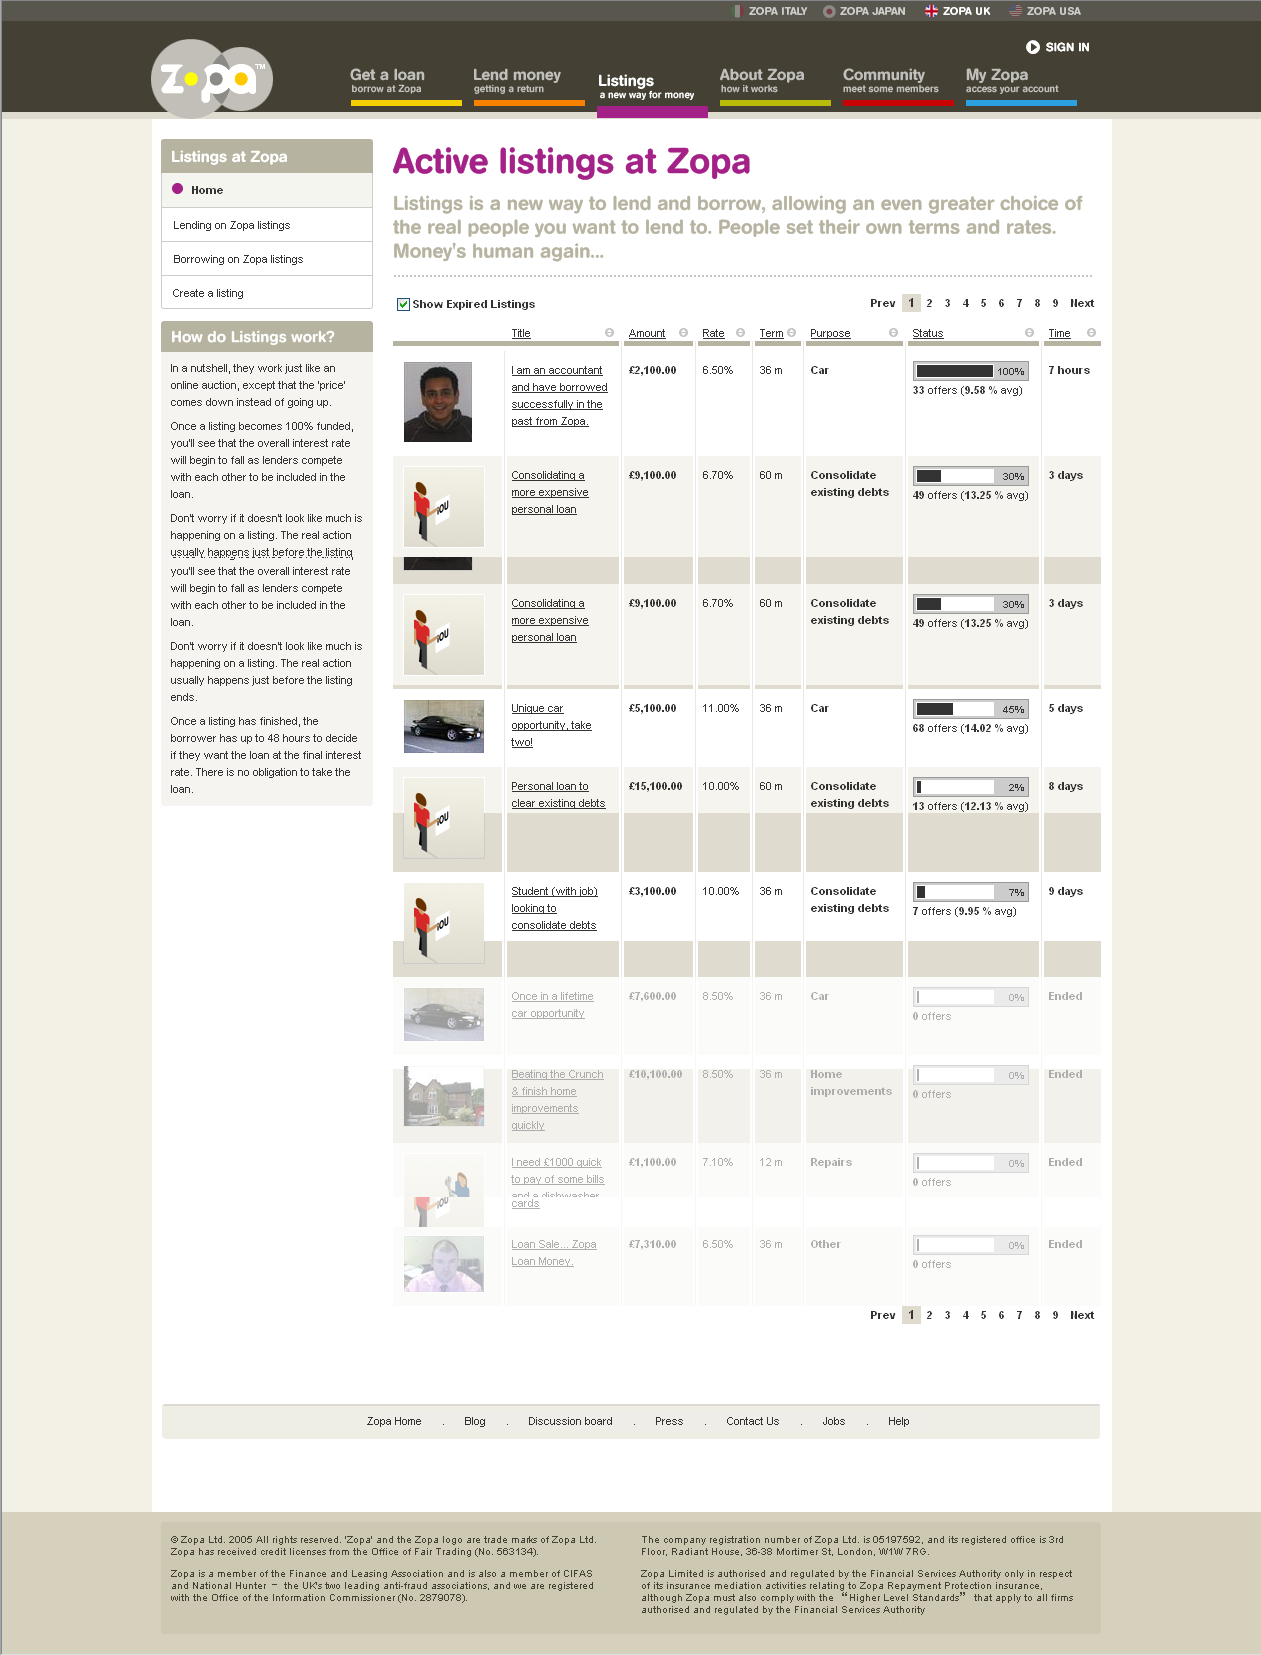 ZOPA ITALY ZOPA JAPAN ZOPA UK ZOPA USA
SIGN IN
zopa™
Get a loan
borrow at Zopa
Lend money
getting a return
Listings
a new way for money
About Zopa
how it works
Community
meet some members
My Zopa
access your account
Listings at Zopa
Home
Lending on Zopa listings
Borrowing on Zopa listings
Create a listing
How do Listings work?
In a nutshell, they work just like an
online auction, except that the 'price'
comes down instead of going up.
Once a listing becomes 100% funded,
you'll see that the overall interest rate
will begin to fall as lenders compete
with each other to be included in the
loan.
Don't worry if it doesn't look like much is
happening on a listing. The real action
usually happens just before the listing
you'll see that the overall interest rate
will begin to fall as lenders compete
with each other to be included in the
loan.
Don't worry if it doesn't look like much is
happening on a listing. The real action
usually happens just before the listing
ends.
Once a listing has finished, the
borrower has up to 48 hours to decide
if they want the loan at the final interest
rate. There is no obligation to take the
loan.
Active listings at Zopa
Listings is a new way to lend and borrow, allowing an even greater choice of
the real people you want to lend to. People set their own terms and rates.
Money's human again...
Show Expired Listings
Prev 1 2 3 4 5 6 7 8 9 Next
Title Amount Rate Term Purpose Status Time
I am an accountant £2,100.00 6.50% 36 m Car 100% 7 hours
and have borrowed 33 offers (9.58 % avg)
successfully in the
past from Zopa.
Consolidating a £9,100.00 6.70% 60 m Consolidate 30% 3 days
more expensive existing debts 49 offers (13.25 % avg)
personal loan
YOU
Consolidating a £9,100.00 6.70% 60 m Consolidate 30% 3 days
more expensive existing debts 49 offers (13.25 % avg)
personal loan
YOU
Unique car £5,100.00 11.00% 36 m Car 45% 5 days
opportunity, take 68 offers (14.02 % avg)
two!
Personal loan to £15,100.00 10.00% 60 m Consolidate 2% 8 days
clear existing debts existing debts 13 offers (12.13 % avg)
YOU
Student (with job) £3,100.00 10.00% 36 m Consolidate 7% 9 days
looking to existing debts 7 offers (9.95 % avg)
consolidate debts
YOU
Once in a lifetime £7,600.00 8.50% 36 m Car 0% Ended
car opportunity 0 offers
Beating the Crunch £10,100.00 8.50% 36 m Home 0% Ended
& finish home improvements 0 offers
improvements
quickly
I need £1000 quick £1,100.00 7.10% 12 m Repairs 0% Ended
to pay of some bills 0 offers
and a dishwasher
cards
YOU
Loan Sale... Zopa £7,310.00 6.50% 36 m Other 0% Ended
Loan Money. 0 offers
Prev 1 2 3 4 5 6 7 8 9 Next
Zopa Home . Blog . Discussion board . Press . Contact Us . Jobs . Help
© Zopa Ltd. 2005 All rights reserved. 'Zopa' and the Zopa logo are trade marks of Zopa Ltd.
Zopa has received credit licenses from the Office of Fair Trading (No. 563134).
Zopa is a member of the Finance and Leasing Association and is also a member of CIFAS
and National Hunter – the UK's two leading anti-fraud associations, and we are registered
with the Office of the Information Commissioner (No. 2879078).
The company registration number of Zopa Ltd. is 05197592, and its registered office is 3rd
Floor, Radiant House, 36-38 Mortimer St, London, W1W 7RG.
Zopa Limited is authorised and regulated by the Financial Services Authority only in respect
of its insurance mediation activities relating to Zopa Repayment Protection insurance,
although Zopa must also comply with the “Higher Level Standards” that apply to all firms
authorised and regulated by the Financial Services Authority